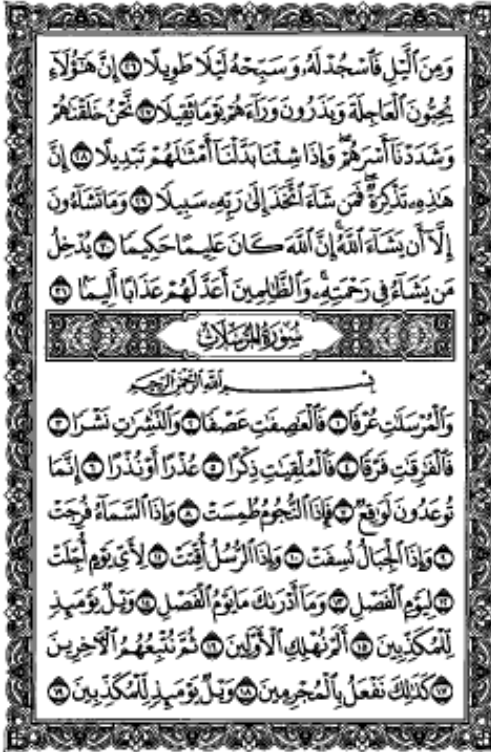 وَمِنَ ٱلَّيۡلِ فَٱسۡجُدۡ لَهُۥ وَسَبِّحۡهُ لَيۡلٗا طَوِيلًا ٢٦ إِنَّ هَٰٓؤُلَآءِ
يُحِبُّونَ ٱلۡعَاجِلَةَ وَيَذَرُونَ وَرَآءَهُمۡ يَوۡمٗا ثَقِيلٗا ٢٧ نَّحۡنُ خَلَقۡنَٰهُمۡ
وَشَدَدۡنَآ أَسۡرَهُمۡۖ وَإِذَا شِئۡنَا بَدَّلۡنَآ أَمۡثَٰلَهُمۡ تَبۡدِيلًا ٢٨ إِنَّ
هَٰذِهِۦ تَذۡكِرَةٞۖ فَمَن شَآءَ ٱتَّخَذَ إِلَىٰ رَبِّهِۦ سَبِيلٗا ٢٩ وَمَا تَشَآءُونَ
إِلَّآ أَن يَشَآءَ ٱللَّهُۚ إِنَّ ٱللَّهَ كَانَ عَلِيمًا حَكِيمٗا ٣٠ يُدۡخِلُ
مَن يَشَآءُ فِي رَحۡمَتِهِۦۚ وَٱلظَّٰلِمِينَ أَعَدَّ لَهُمۡ عَذَابًا أَلِيمَۢا ٣١
سُورَةُ المُرۡسَلَاتِ
بِسۡمِ ٱللَّهِ ٱلرَّحۡمَٰنِ ٱلرَّحِيمِ
وَٱلۡمُرۡسَلَٰتِ عُرۡفٗا ١ فَٱلۡعَٰصِفَٰتِ عَصۡفٗا ٢ وَٱلنَّٰشِرَٰتِ نَشۡرٗا ٣
فَٱلۡفَٰرِقَٰتِ فَرۡقٗا ٤ فَٱلۡمُلۡقِيَٰتِ ذِكۡرًا ٥ عُذۡرًا أَوۡ نُذۡرًا ٦ إِنَّمَا
تُوعَدُونَ لَوَٰقِعٞ ٧ فَإِذَا ٱلنُّجُومُ طُمِسَتۡ ٨ وَإِذَا ٱلسَّمَآءُ فُرِجَتۡ
٩ وَإِذَا ٱلۡجِبَالُ نُسِفَتۡ ١٠ وَإِذَا ٱلرُّسُلُ أُقِّتَتۡ ١١ لِأَيِّ يَوۡمٍ أُجِّلَتۡ
١٢ لِيَوۡمِ ٱلۡفَصۡلِ ١٣ وَمَآ أَدۡرَىٰكَ مَا يَوۡمُ ٱلۡفَصۡلِ ١٤ وَيۡلٞ يَوۡمَئِذٖ
لِّلۡمُكَذِّبِينَ ١٥ أَلَمۡ نُهۡلِكِ ٱلۡأَوَّلِينَ ١٦ ثُمَّ نُتۡبِعُهُمُ ٱلۡأٓخِرِينَ
١٧ كَذَٰلِكَ نَفۡعَلُ بِٱلۡمُجۡرِمِينَ ١٨ وَيۡلٞ يَوۡمَئِذٖ لِّلۡمُكَذِّبِينَ ١٩